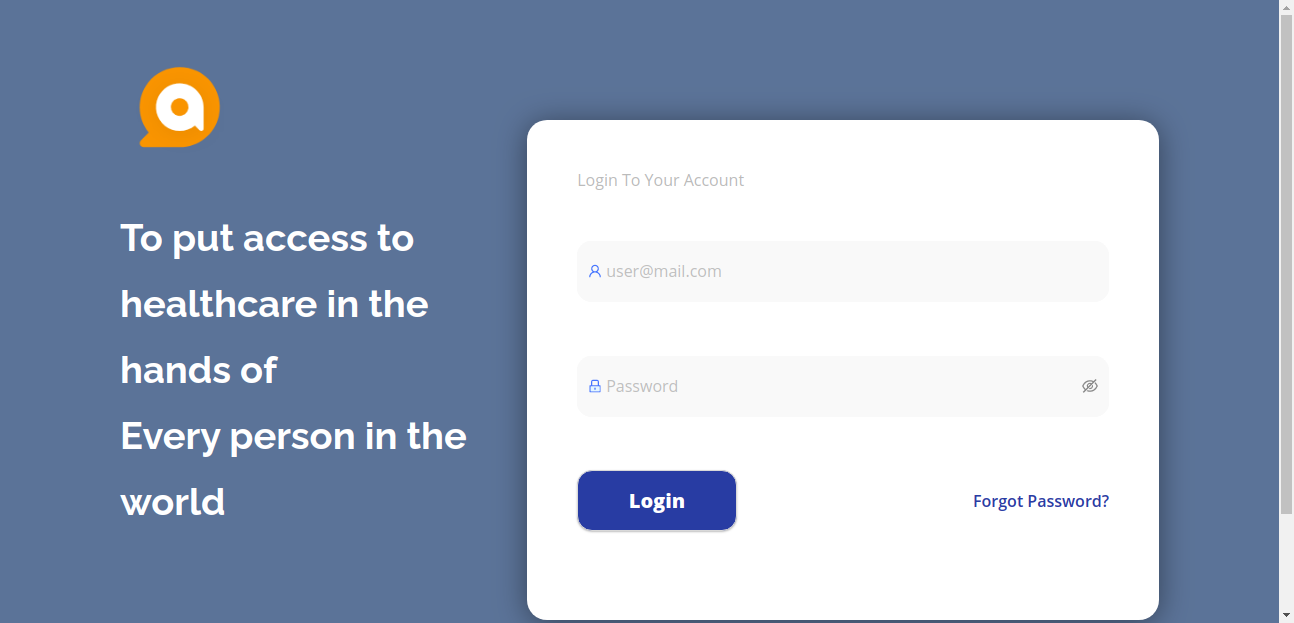 To put access to
healthcare in the
hands of
Every person in the
world
Login To Your Account
user@mail.com
Password
Login
Forgot Password?